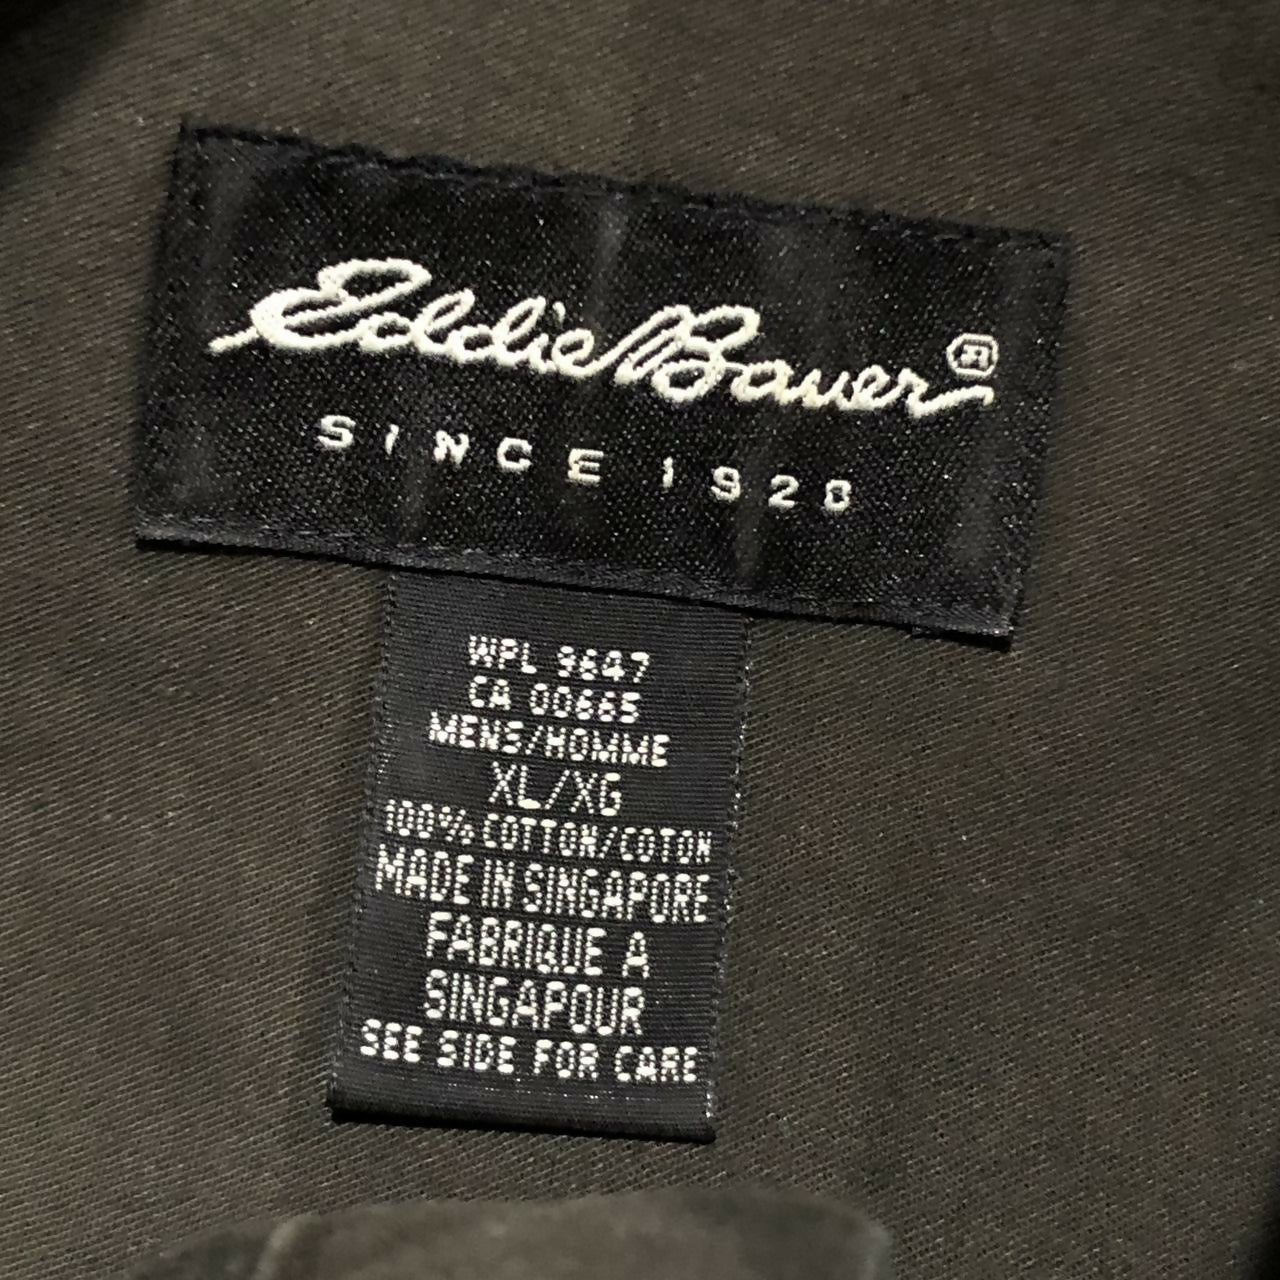 Eddie Bauer®
SINCE 1928
WPL 9647
CA 00665
MENS/HOMME
XL/XG
100% COTTON/COTON
MADE IN SINGAPORE
FABRIQUE A
SINGAPOUR
SEE SIDE FOR CARE